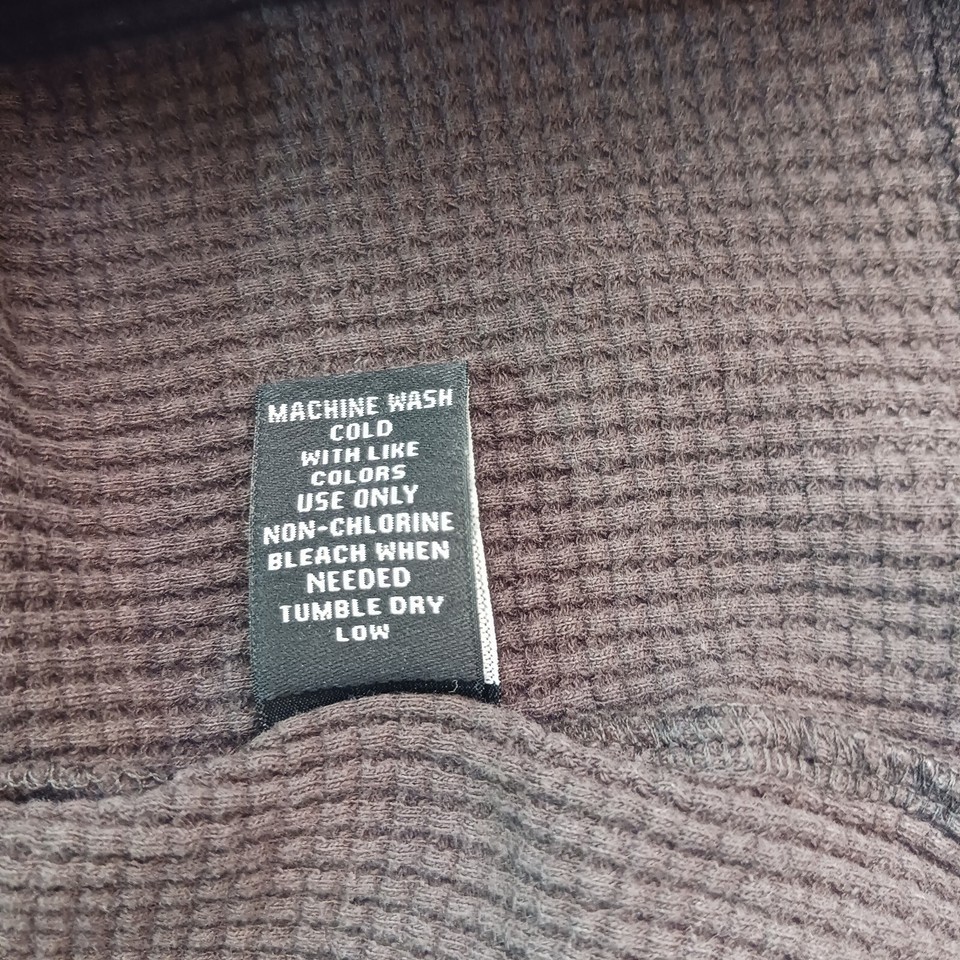 MACHINE WASH
COLD
WITH LIKE
COLORS
USE ONLY
NON-CHLORINE
BLEACH WHEN
NEEDED
TUMBLE DRY
LOW